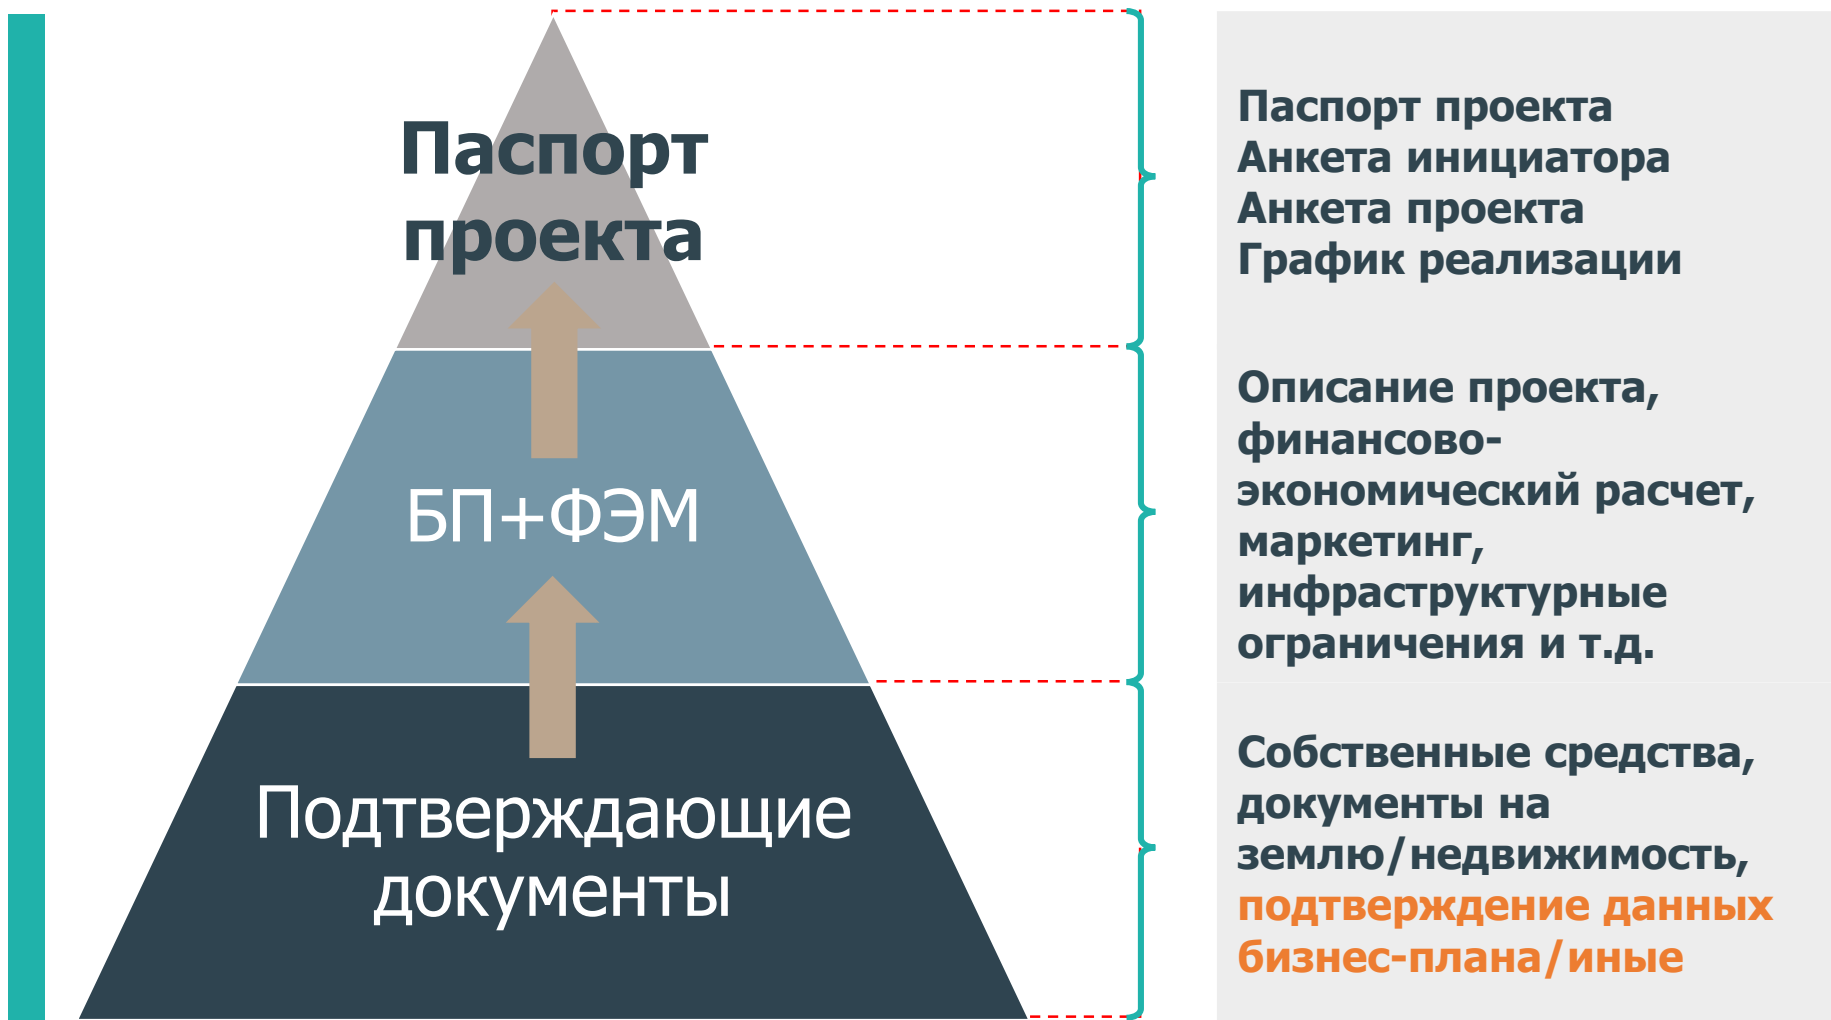 Паспорт
проекта
БП+ФЭМ
Подтверждающие
документы
Паспорт проекта
Анкета инициатора
Анкета проекта
График реализации
Описание проекта,
финансово-
экономический расчет,
маркетинг,
инфраструктурные
ограничения и т.д.
Собственные средства,
документы на
землю/недвижимость,
подтверждение данных
бизнес-плана/иные